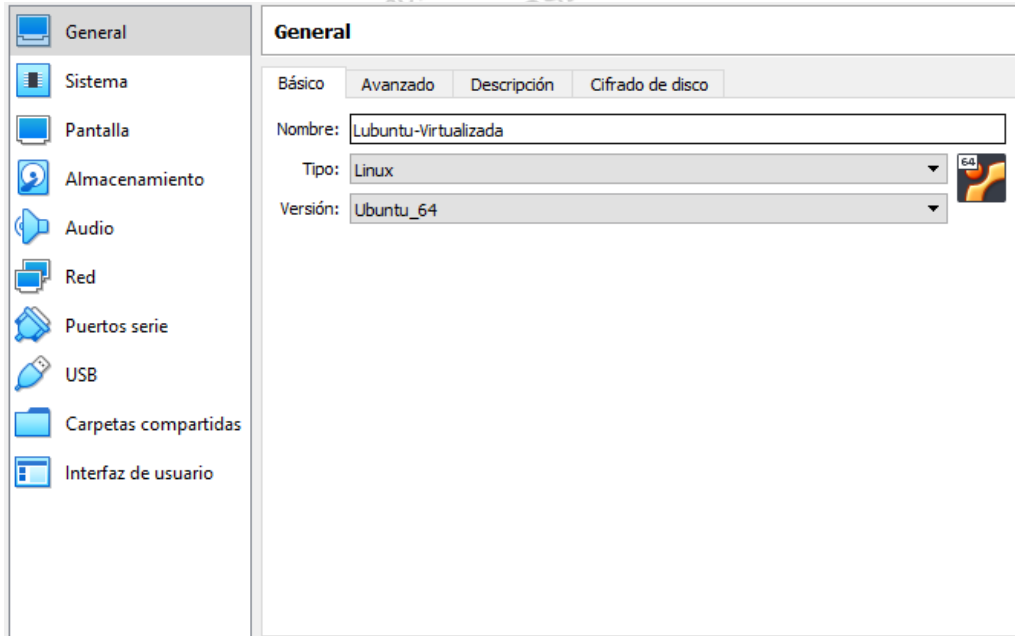 General
Sistema
Pantalla
Almacenamiento
Audio
Red
Puertos serie
USB
Carpetas compartidas
Interfaz de usuario
General
Básico Avanzado Descripción Cifrado de disco
Nombre: Lubuntu-Virtualizada
Tipo: Linux
64
Versión: Ubuntu_64